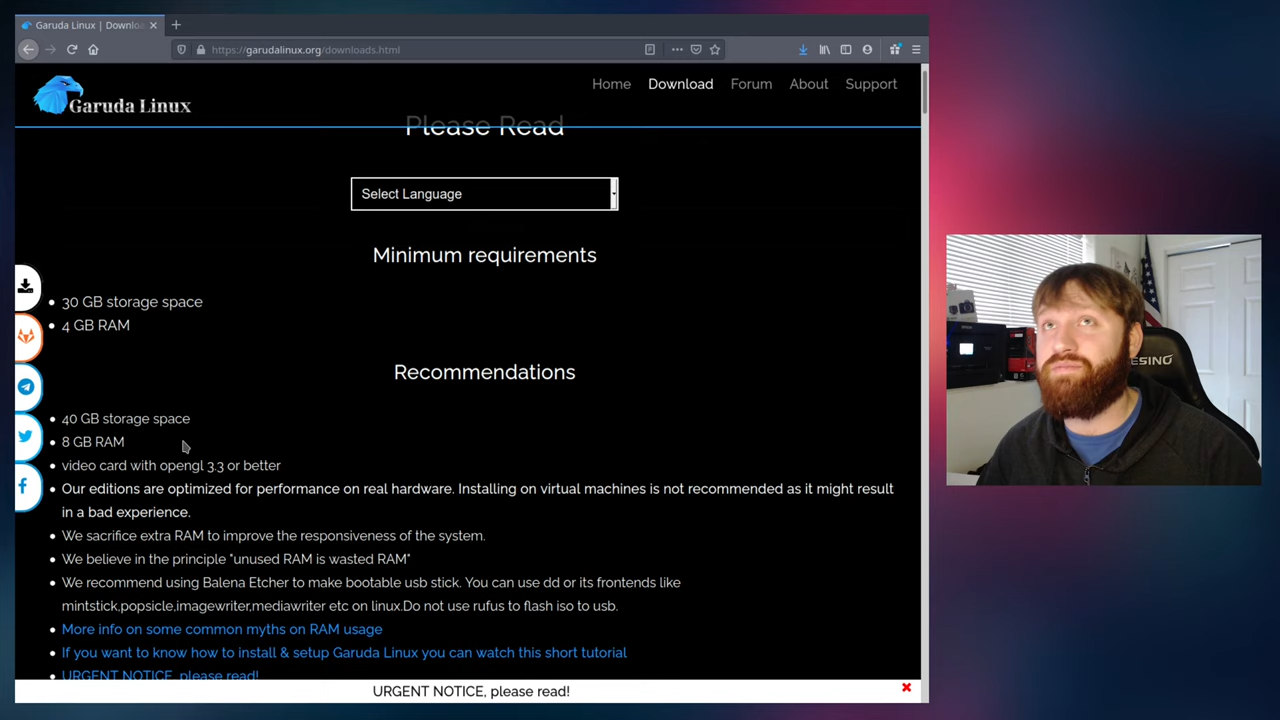 Garuda Linux | Downloa
https://garudalinux.org/downloads.html
Garuda Linux
Home Download Forum About Support
Please Read
Select Language
Minimum requirements
30 GB storage space
4 GB RAM
Recommendations
40 GB storage space
8 GB RAM
video card with opengl 3.3 or better
Our editions are optimized for performance on real hardware. Installing on virtual machines is not recommended as it might result
in a bad experience.
We sacrifice extra RAM to improve the responsiveness of the system.
We believe in the principle "unused RAM is wasted RAM"
We recommend using Balena Etcher to make bootable usb stick. You can use dd or its frontends like
mintstick,popsicle,imagewriter,mediawriter etc on linux.Do not use rufus to flash iso to usb.
More info on some common myths on RAM usage
If you want to know how to install & setup Garuda Linux you can watch this short tutorial
URGENT NOTICE, please read!
URGENT NOTICE, please read!
EPSON
ESINO